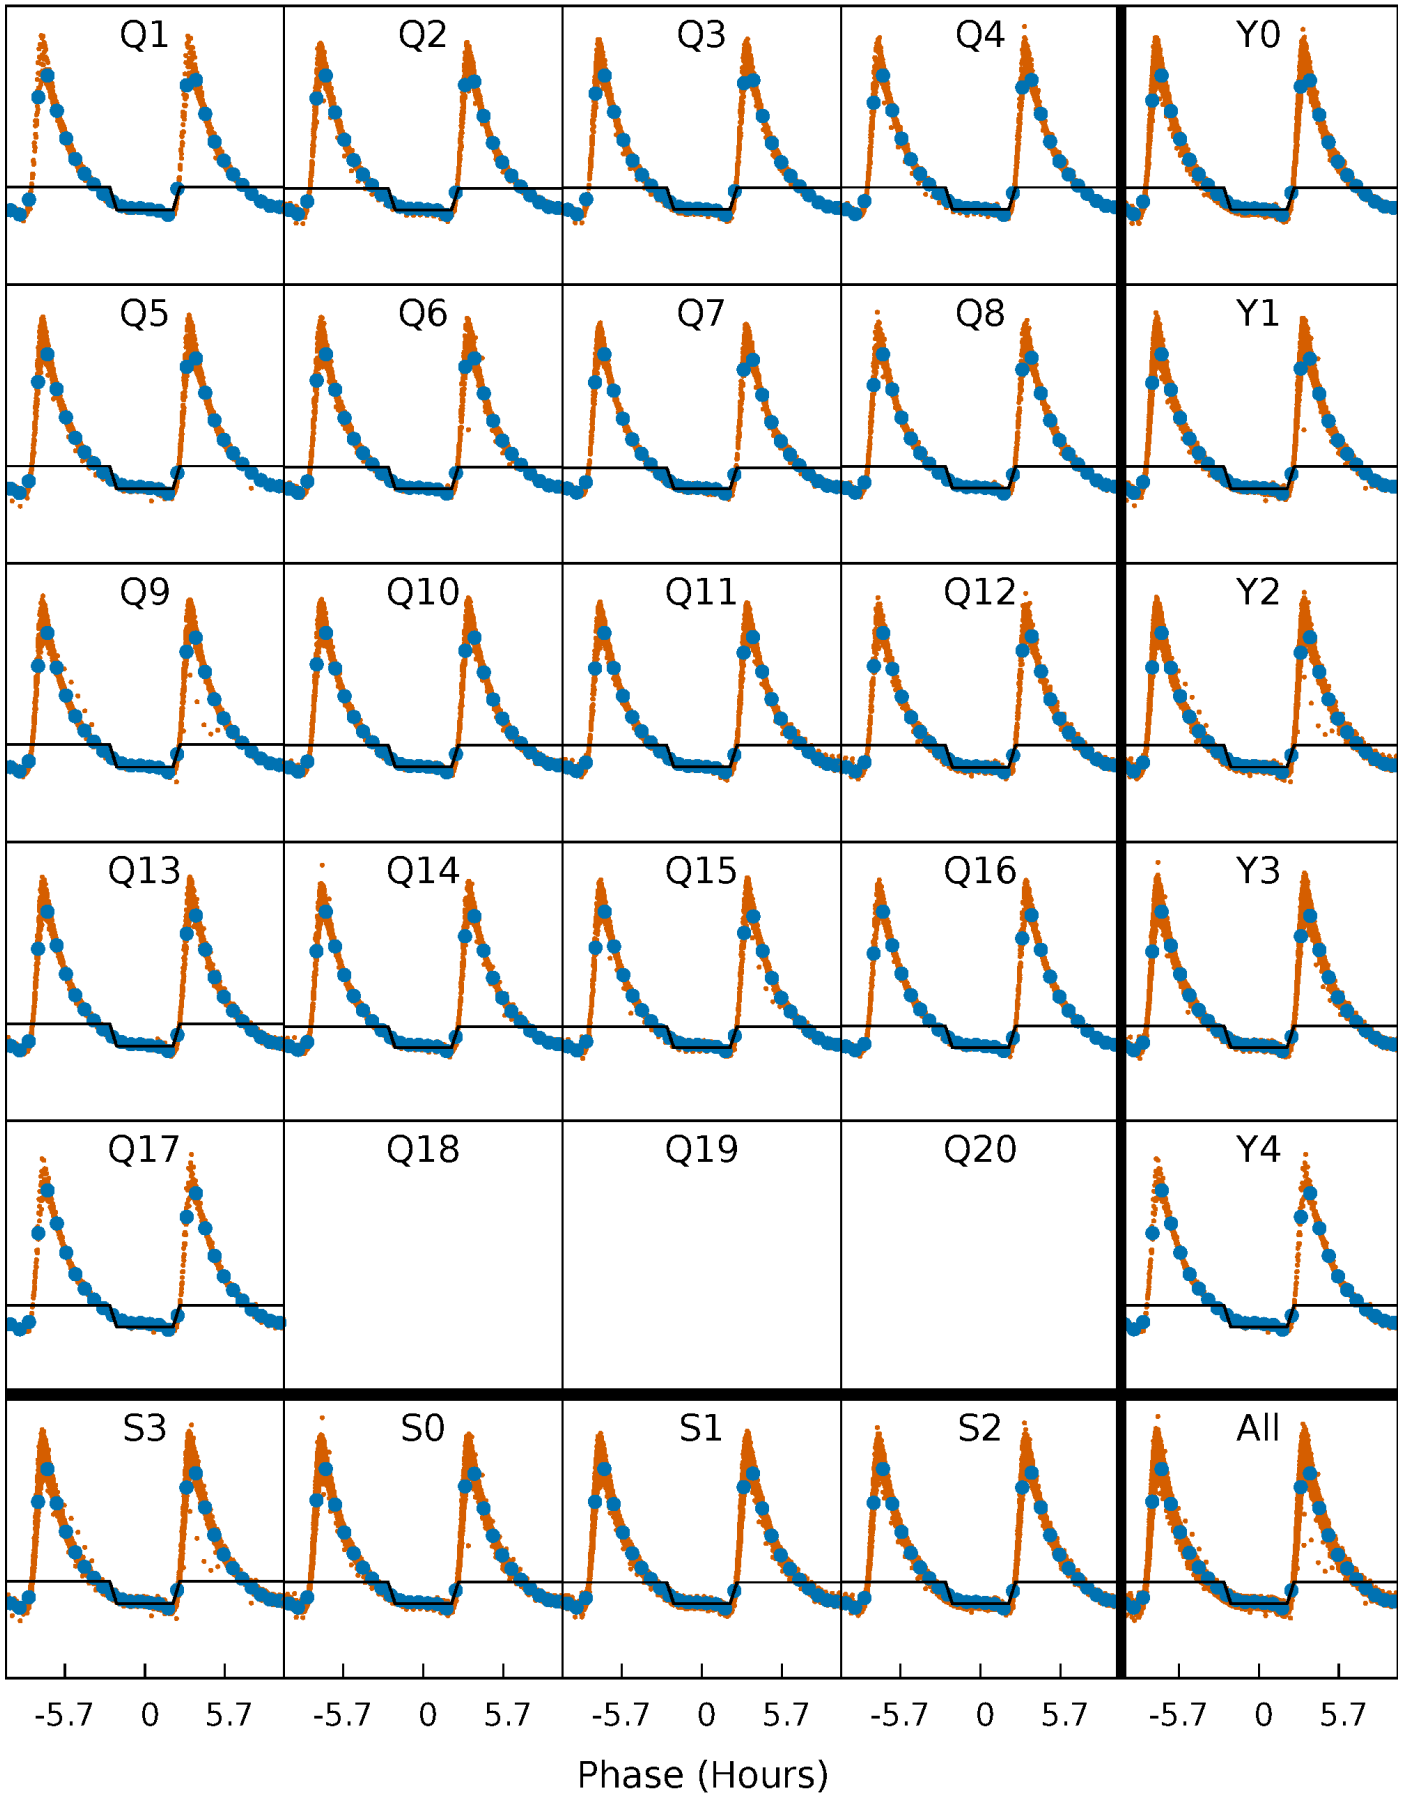 Q1 Q2 Q3 Q4 Y0
Q5 Q6 Q7 Q8 Y1
Q9 Q10 Q11 Q12 Y2
Q13 Q14 Q15 Q16 Y3
Q17 Q18 Q19 Q20 Y4
S3 S0 S1 S2 All
-5.7 0 5.7 -5.7 0 5.7 -5.7 0 5.7 -5.7 0 5.7 -5.7 0 5.7
Phase (Hours)